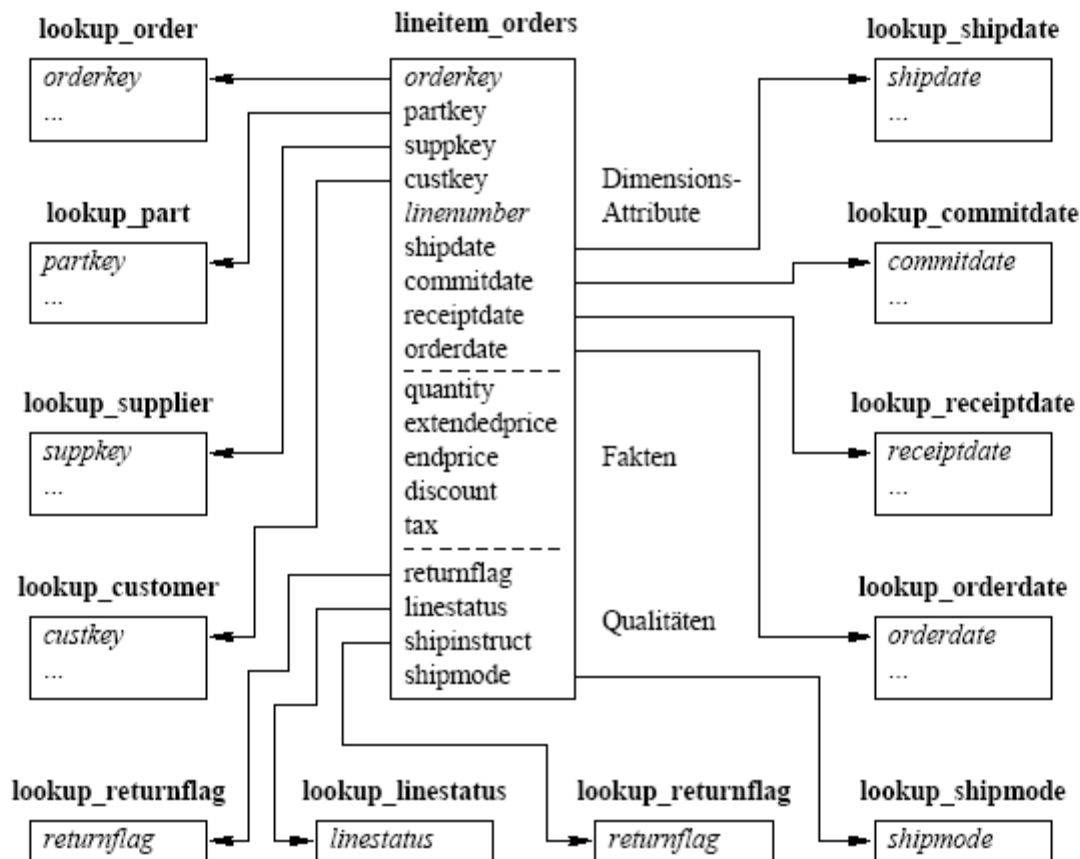 lookup_order
orderkey
...
lookup_part
partkey
...
lookup_supplier
suppkey
...
lookup_customer
custkey
...
lineitem_orders
orderkey
partkey
suppkey
custkey
linenumber
shipdate
commitdate
receiptdate
orderdate
quantity
extendedprice
endprice
discount
tax
returnflag
linestatus
shipinstruct
shipmode
Dimensions-
Attribute
Fakten
Qualitäten
lookup_shipdate
shipdate
...
lookup_commitdate
commitdate
...
lookup_receiptdate
receiptdate
...
lookup_orderdate
orderdate
...
lookup_returnflag
returnflag
lookup_linestatus
linestatus
lookup_returnflag
returnflag
lookup_shipmode
shipmode